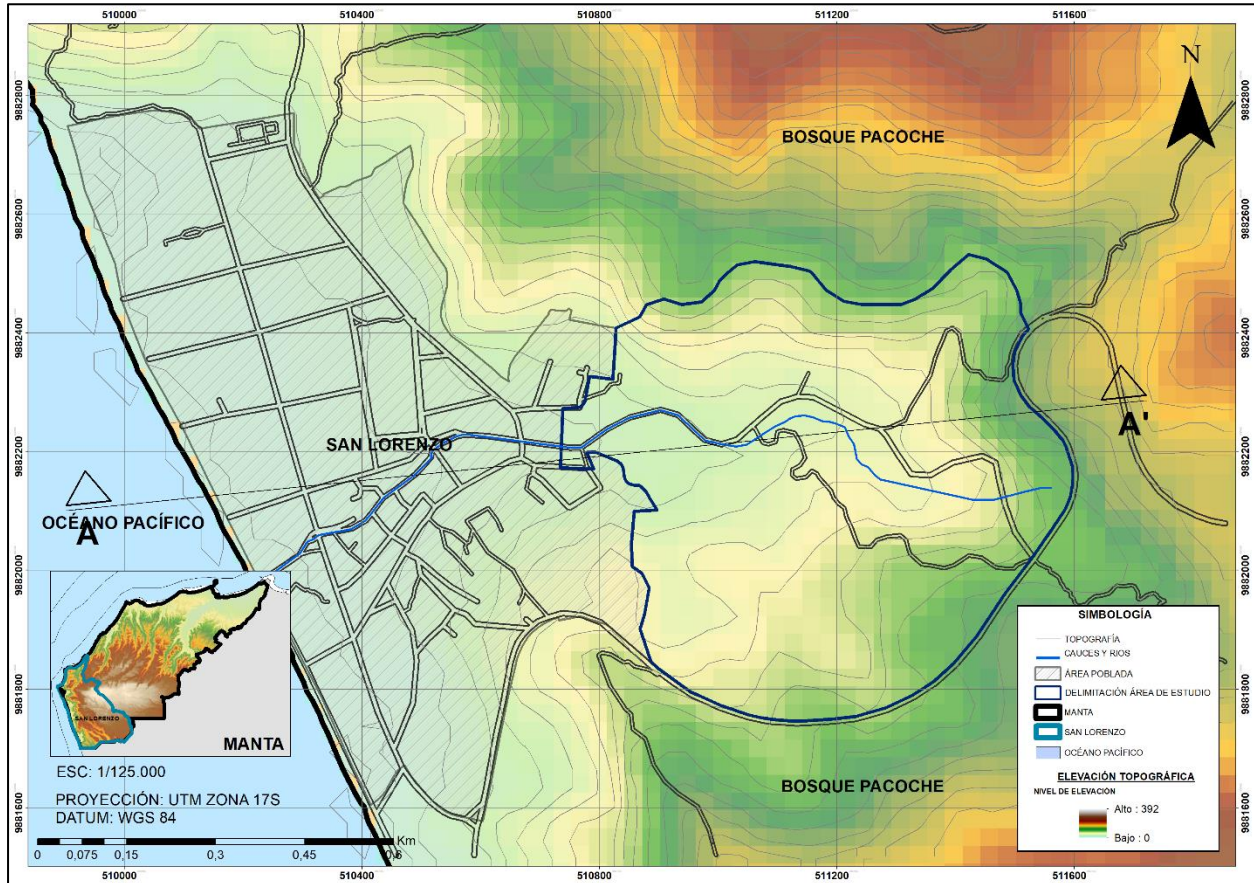 510000
510400
510800
511200
511600
9882800
9882800
N
BOSQUE PACOCHE
9882600
9882600
9882400
9882400
A'
SAN LORENZO
9882200
9882200
OCÉANO PACÍFICO
A
9882000
9882000
SIMBOLOGÍA
TOPOGRAFÍA
CAUCES Y RIOS
ÁREA POBLADA
DELIMITACIÓN ÁREA DE ESTUDIO
MANTA
SAN LORENZO
OCÉANO PACÍFICO
ELEVACIÓN TOPOGRÁFICA
NIVEL DE ELEVACIÓN
Alto : 392
Bajo : 0
9881800
9881800
SAN LORENZO
MANTA
BOSQUE PACOCHE
ESC: 1/125.000
PROYECCIÓN: UTM ZONA 17S
DATUM: WGS 84
9881600
9881600
Km
0 0,075 0,15 0,3 0,45 0,6
510000
510400
510800
511200
511600